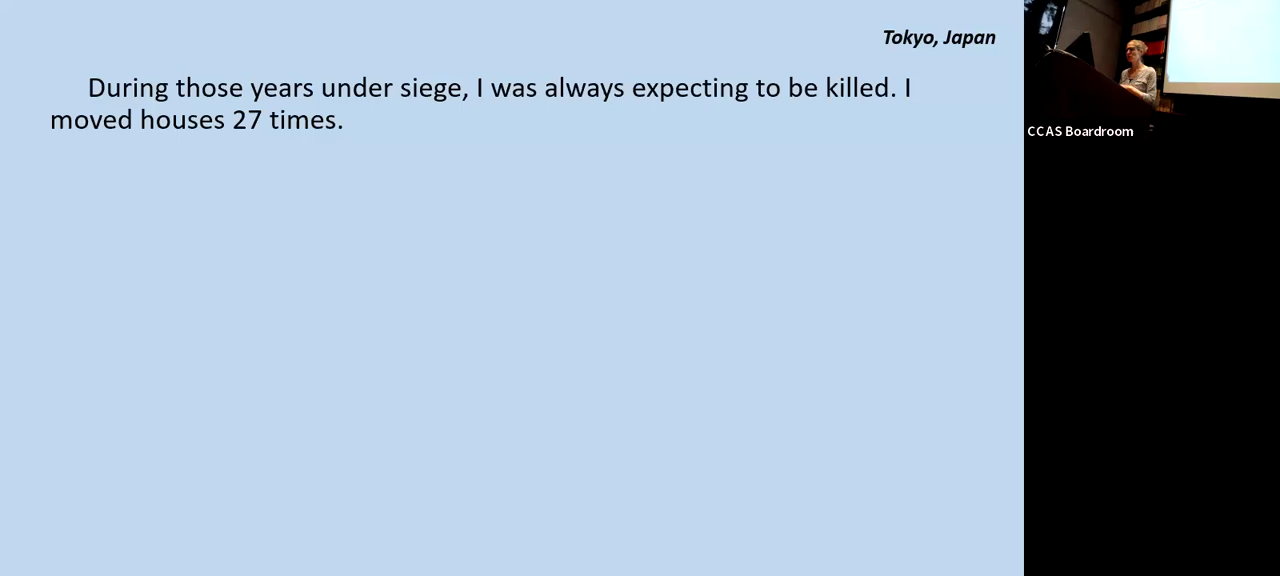 Tokyo, Japan
During those years under siege, I was always expecting to be killed. I
moved houses 27 times.
CCAS Boardroom